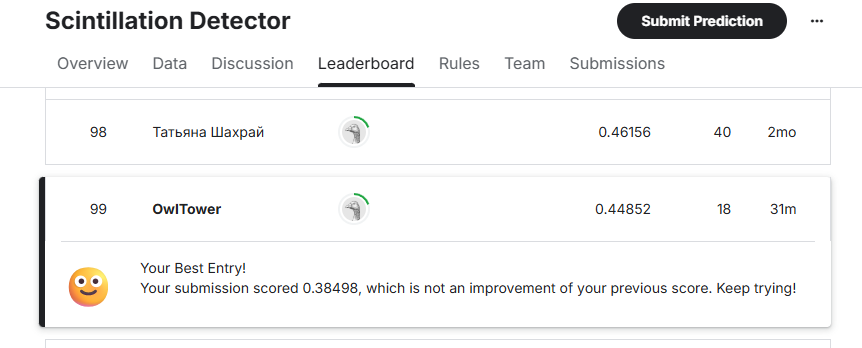 Scintillation Detector
Submit Prediction
Overview Data Discussion Leaderboard Rules Team Submissions
98 Татьяна Шахрай 0.46156 40 2mo
99 OwlTower 0.44852 18 31m
Your Best Entry!
Your submission scored 0.38498, which is not an improvement of your previous score. Keep trying!